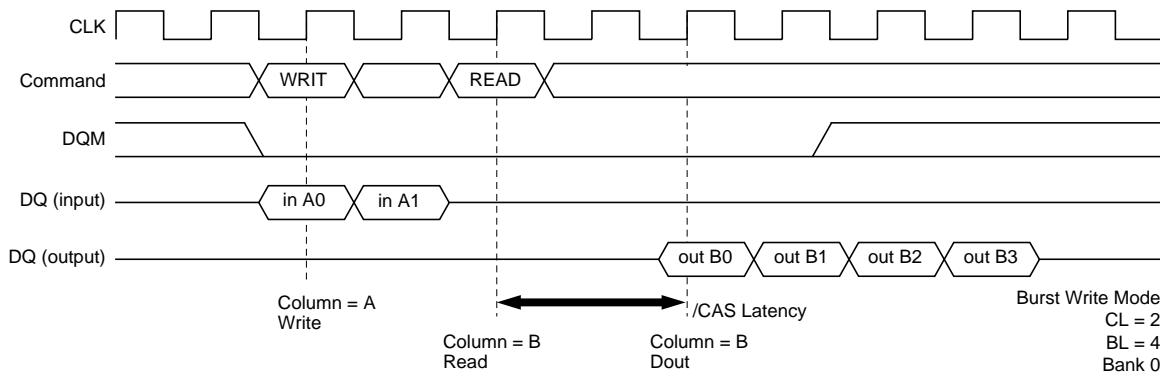 CLK
Command WRIT READ
DQM
DQ (input) in A0 in A1
DQ (output) out B0 out B1 out B2 out B3
Column = A
Write
/CAS Latency
Column = B
Read
Column = B
Dout
Burst Write Mode
CL = 2
BL = 4
Bank 0